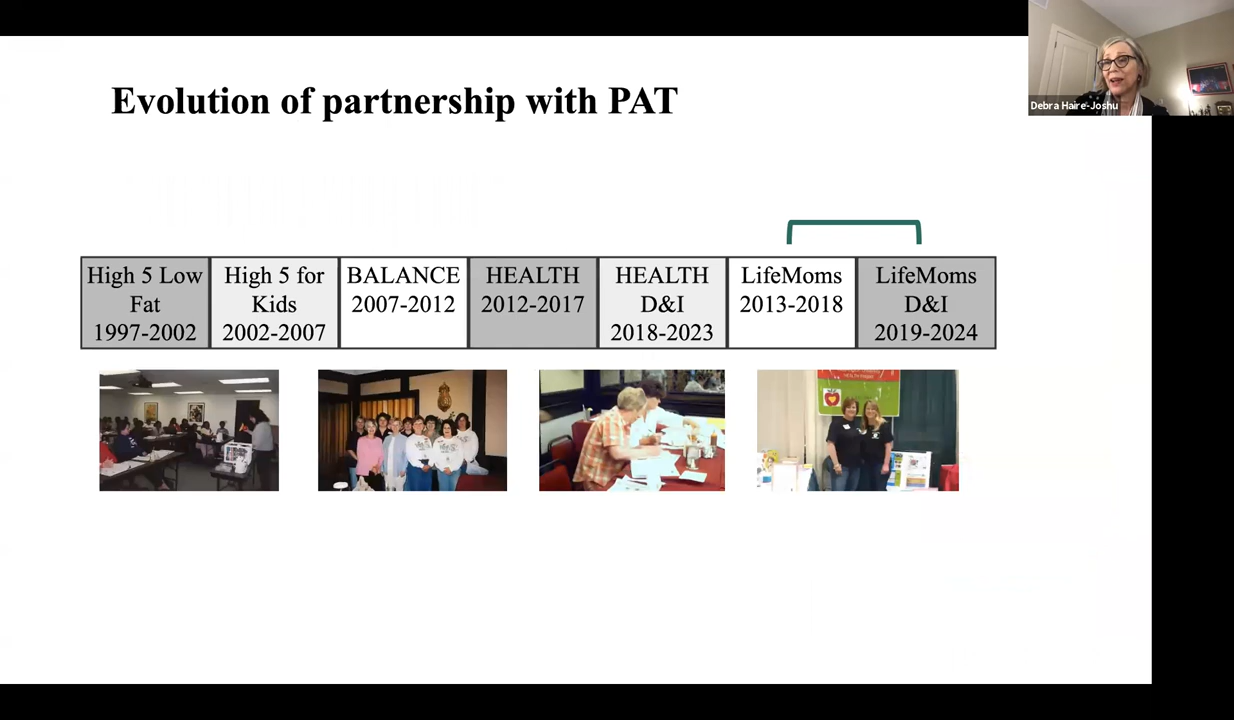 Debra Haire-Joshu
Evolution of partnership with PAT
High 5 Low
Fat
1997-2002
High 5 for
Kids
2002-2007
BALANCE
2007-2012
HEALTH
2012-2017
HEALTH
D&I
2018-2023
LifeMoms
2013-2018
LifeMoms
D&I
2019-2024